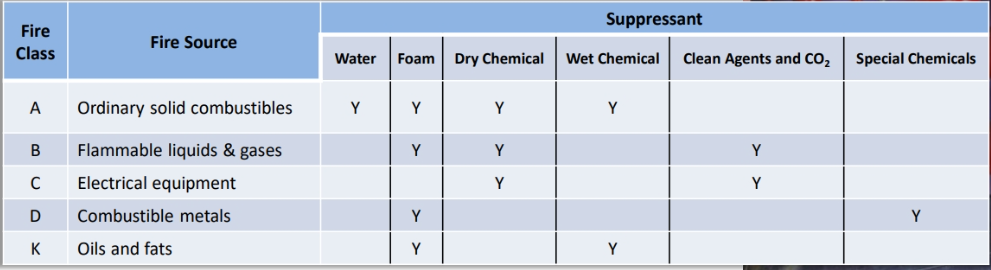 Fire Class Fire Source Suppressant
Water Foam Dry Chemical Wet Chemical Clean Agents and CO₂ Special Chemicals
A Ordinary solid combustibles Y Y Y Y
B Flammable liquids & gases Y Y Y
C Electrical equipment Y Y
D Combustible metals Y Y
K Oils and fats Y Y